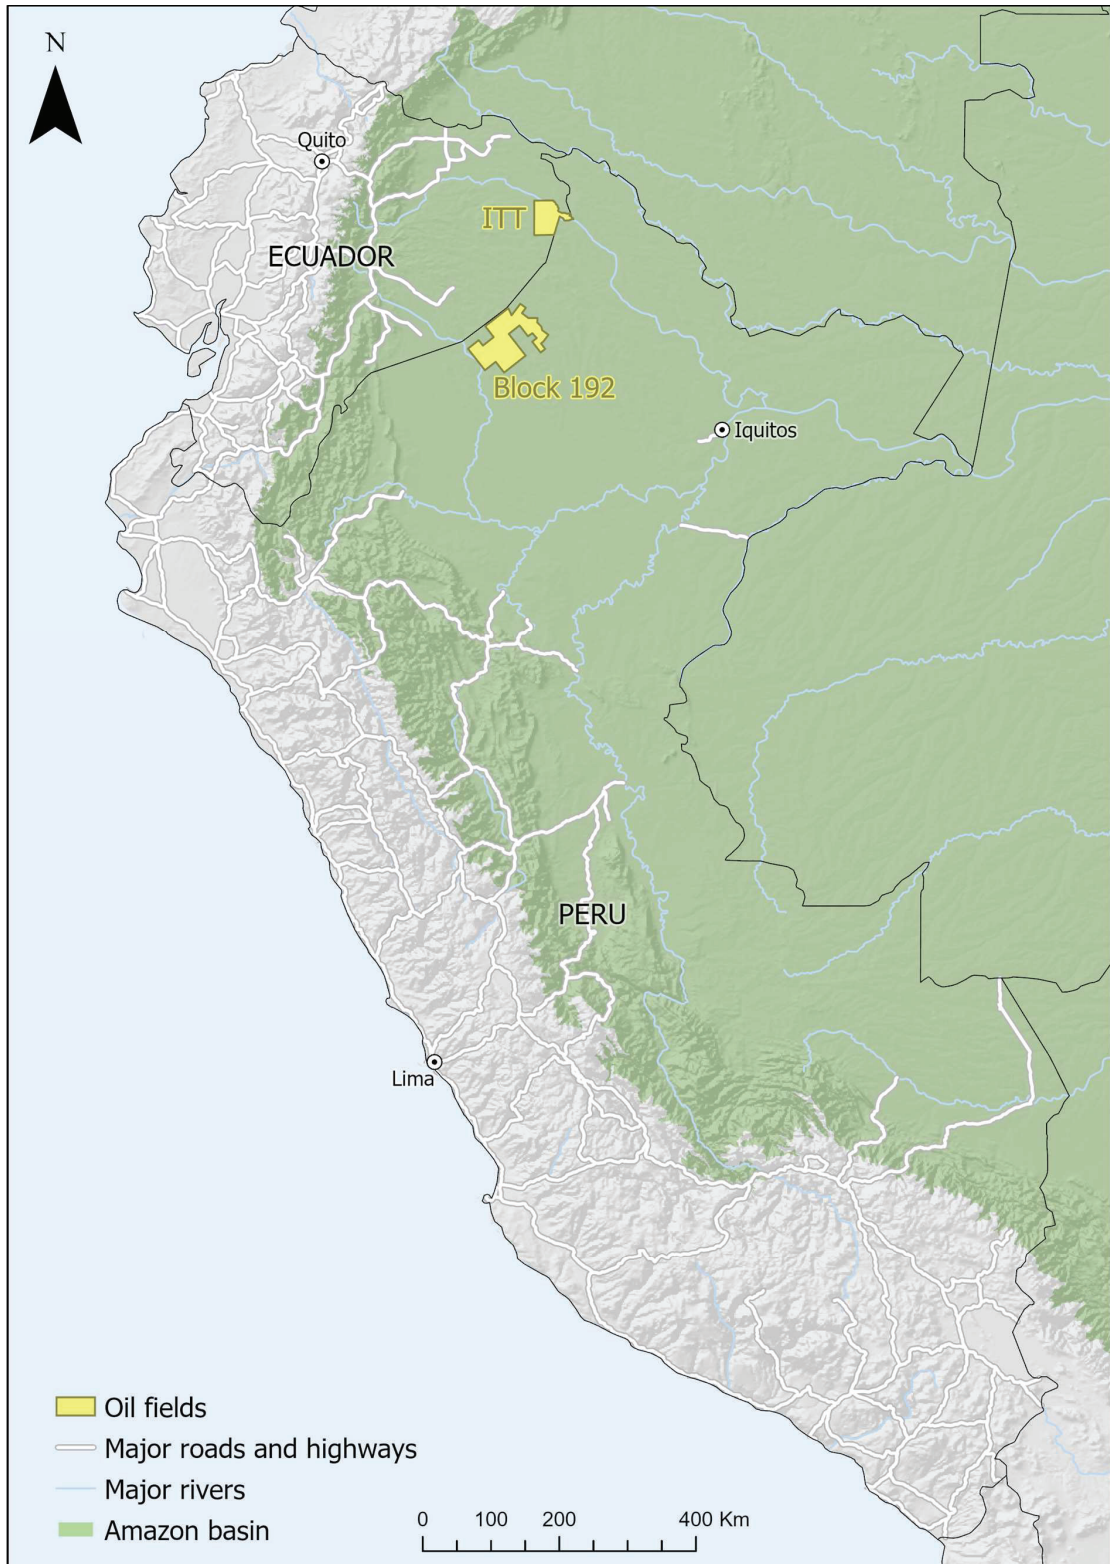 N
Quito
ITT
ECUADOR
Block 192
Iquitos
PERU
Lima
Oil fields
Major roads and highways
Major rivers
Amazon basin
0 100 200 400 Km